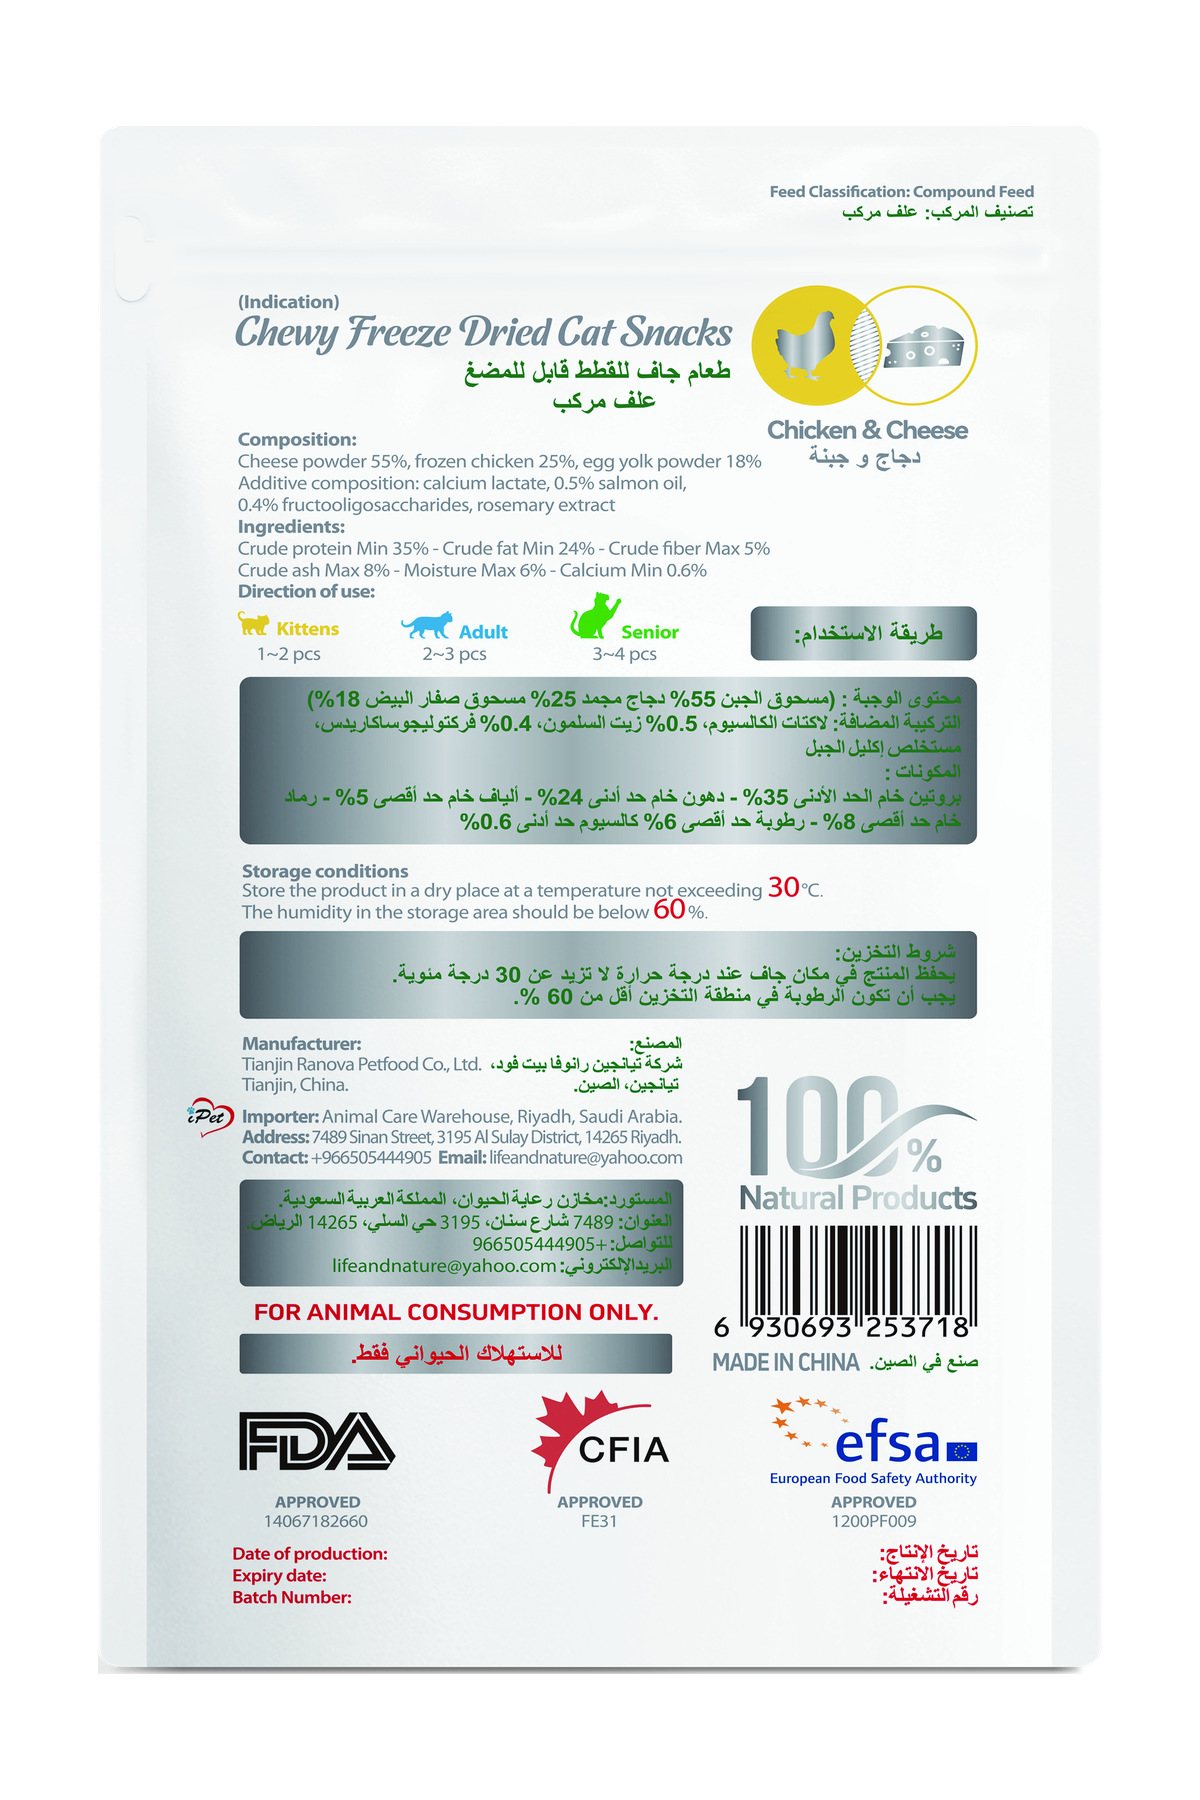 Feed Classification: Compound Feed
تصنيف المركب: علف مركب
(Indication)
Chewy Freeze Dried Cat Snacks
طعام جاف للقطط قابل للمضغ
علف مركب
Chicken & Cheese
دجاج و جبنة
Composition:
Cheese powder 55%, frozen chicken 25%, egg yolk powder 18%
Additive composition: calcium lactate, 0.5% salmon oil,
0.4% fructooligosaccharides, rosemary extract
Ingredients:
Crude protein Min 35% - Crude fat Min 24% - Crude fiber Max 5%
Crude ash Max 8% - Moisture Max 6% - Calcium Min 0.6%
Direction of use:
Kittens
1~2 pcs
Adult
2~3 pcs
Senior
3~4 pcs
طريقة الاستخدام:
محتوى الوجبة : (مسحوق الجبن 55% دجاج مجمد 25% مسحوق صفار البيض 18%)
التركيبة المضافة: لاكتات الكالسيوم، 0.5% زيت السلمون، 0.4% فركتوليجوساكاريدس،
مستخلص إكليل الجبل
المكونات :
بروتين خام الحد الأدنى 35% - دهون خام حد أدنى 24% - ألياف خام حد أقصى 5% - رماد
خام حد أقصى 8% - رطوبة حد أقصى 6% كالسيوم حد أدنى 0.6%
Storage conditions
Store the product in a dry place at a temperature not exceeding 30°C.
The humidity in the storage area should be below 60%.
شروط التخزين:
يحفظ المنتج في مكان جاف عند درجة حرارة لا تزيد عن 30 درجة مئوية.
يجب أن تكون الرطوبة في منطقة التخزين أقل من 60 %.
Manufacturer:
Tianjin Ranova Petfood Co., Ltd.
Tianjin, China.
المصنع:
شركة تيانجين رانوفا بيت فود،
تيانجين، الصين.
iPet
Importer: Animal Care Warehouse, Riyadh, Saudi Arabia.
Address: 7489 Sinan Street, 3195 Al Sulay District, 14265 Riyadh.
Contact: +966505444905 Email: lifeandnature@yahoo.com
المستورد:مخازن رعاية الحيوان، المملكة العربية السعودية.
العنوان: 7489 شارع سنان، 3195 حي السلي، 14265 الرياض.
للتواصل: +966505444905
البريدالإلكتروني: lifeandnature@yahoo.com
100%
Natural Products
6 930693 253718
MADE IN CHINA صنع في الصين.
FOR ANIMAL CONSUMPTION ONLY.
للاستهلاك الحيواني فقط.
FDA
APPROVED
14067182660
CFIA
APPROVED
FE31
efsa
European Food Safety Authority
APPROVED
1200PF009
Date of production:
Expiry date:
Batch Number:
تاريخ الإنتاج:
تاريخ الانتهاء:
رقم التشغيلة: